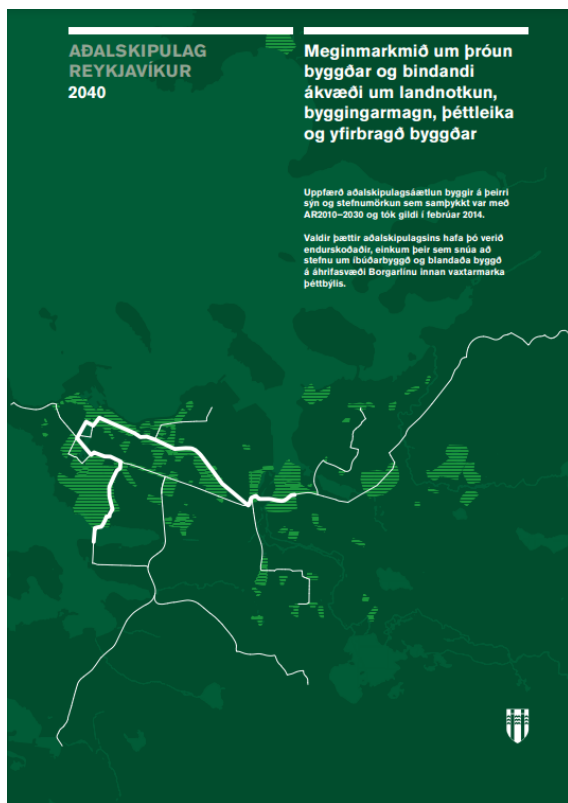 AÐALSKIPULAG
REYKJAVÍKUR
2040
Meginmarkmið um þróun
byggðar og bindandi
ákvæði um landnotkun,
byggingarmagn, þéttleika
og yfirbragð byggðar
Uppfærð aðalskipulagsáætlun byggir á þeirri
sýn og stefnumörkun sem samþykkt var með
AR2010–2030 og tók gildi í febrúar 2014.
Valdir þættir aðalskipulagsins hafa þó verið
endurskoðaðir, einkum þeir sem snúa að
stefnu um íbúðarbyggð og blandaða byggð
á áhrifasvæði Borgarlínu innan vaxtarmarka
þéttbýlis.